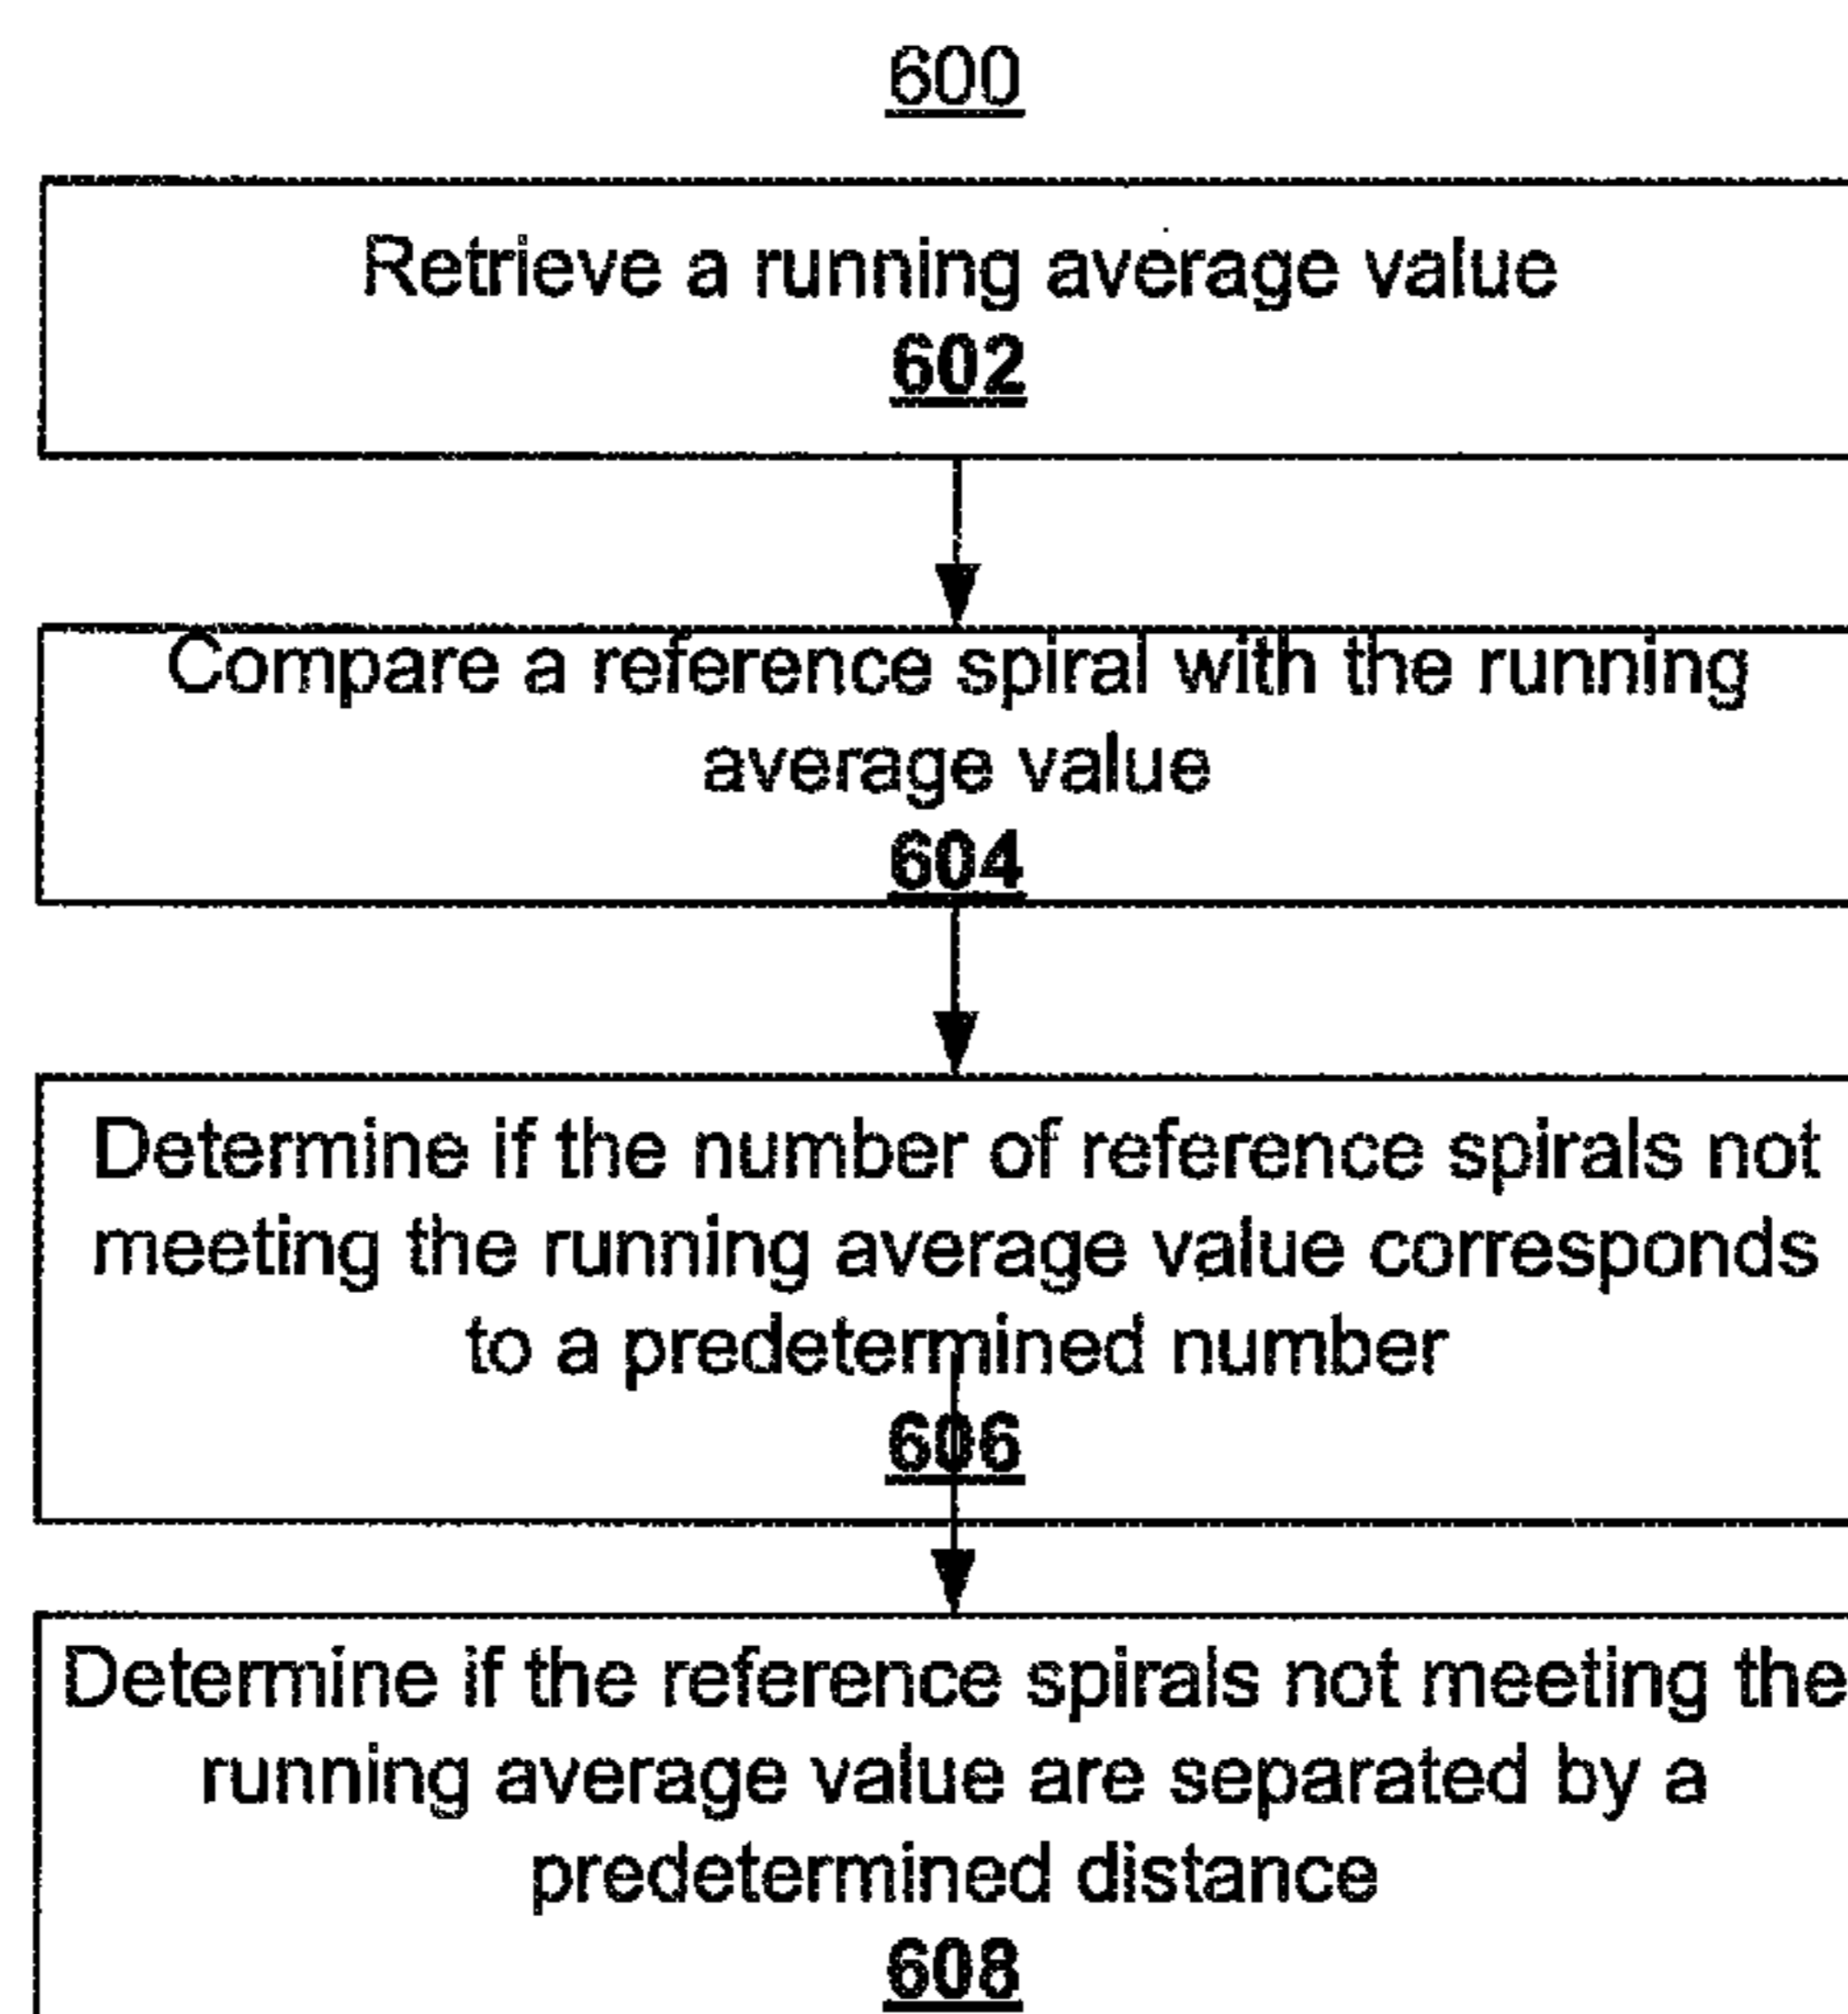 600
Retrieve a running average value
602
Compare a reference spiral with the running
average value
604
Determine if the number of reference spirals not
meeting the running average value corresponds
to a predetermined number
606
Determine if the reference spirals not meeting the
running average value are separated by a
predetermined distance
608